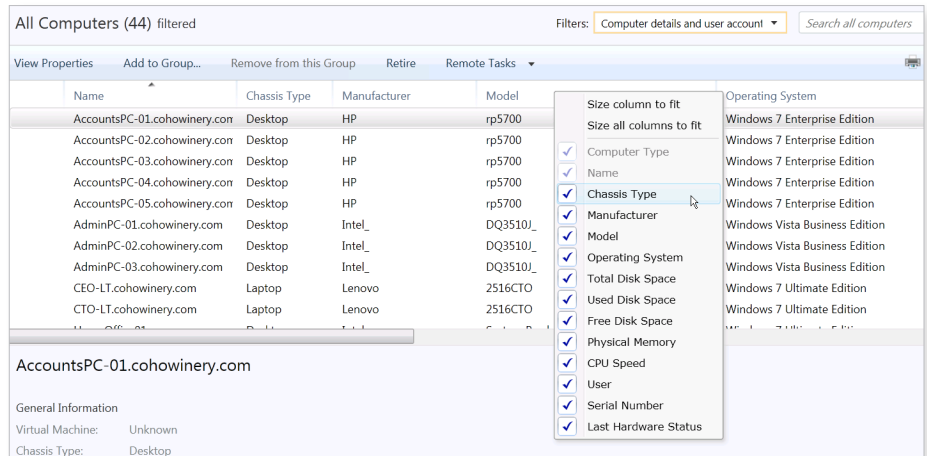 All Computers (44) filtered
Filters: Computer details and user account
Search all computers
View Properties Add to Group... Remove from this Group Retire Remote Tasks
Name Chassis Type Manufacturer Model Operating System
AccountsPC-01.cohowinery.com Desktop HP rp5700 Windows 7 Enterprise Edition
AccountsPC-02.cohowinery.com Desktop HP rp5700 Windows 7 Enterprise Edition
AccountsPC-03.cohowinery.com Desktop HP rp5700 Windows 7 Enterprise Edition
AccountsPC-04.cohowinery.com Desktop HP rp5700 Windows 7 Enterprise Edition
AccountsPC-05.cohowinery.com Desktop HP rp5700 Windows 7 Enterprise Edition
AdminPC-01.cohowinery.com Desktop Intel_ DQ3510J_ Windows Vista Business Edition
AdminPC-02.cohowinery.com Desktop Intel_ DQ3510J_ Windows Vista Business Edition
AdminPC-03.cohowinery.com Desktop Intel_ DQ3510J_ Windows Vista Business Edition
CEO-LT.cohowinery.com Laptop Lenovo 2516CTO Windows 7 Ultimate Edition
CTO-LT.cohowinery.com Laptop Lenovo 2516CTO Windows 7 Ultimate Edition
Size column to fit
Size all columns to fit
Computer Type
Name
Chassis Type
Manufacturer
Model
Operating System
Total Disk Space
Used Disk Space
Free Disk Space
Physical Memory
CPU Speed
User
Serial Number
Last Hardware Status
AccountsPC-01.cohowinery.com
General Information
Virtual Machine: Unknown
Chassis Type: Desktop